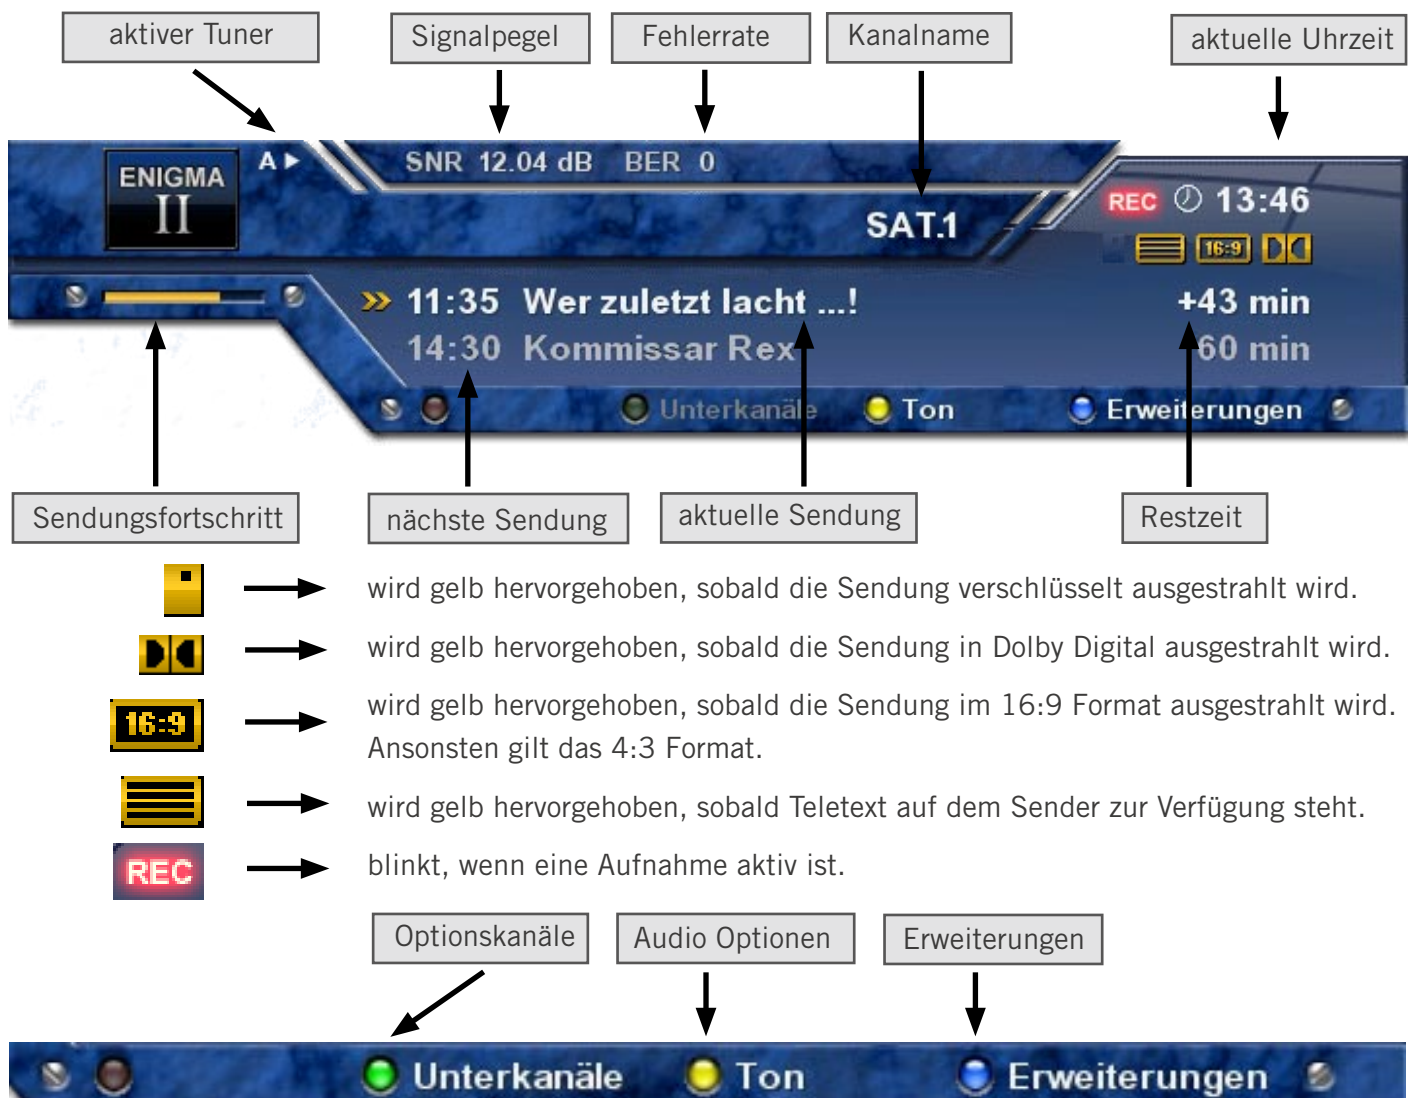 aktiver Tuner
Signalpegel
Fehlerrate
Kanalname
aktuelle Uhrzeit
ENIGMA
II
A
SNR 12.04 dB BER 0
SAT.1
REC 13:46
16:9
11:35 Wer zuletzt lacht ...! +43 min
14:30 Kommissar Rex 60 min
Unterkanäle Ton Erweiterungen
Sendungsfortschritt
nächste Sendung
aktuelle Sendung
Restzeit
wird gelb hervorgehoben, sobald die Sendung verschlüsselt ausgestrahlt wird.
wird gelb hervorgehoben, sobald die Sendung in Dolby Digital ausgestrahlt wird.
16:9
wird gelb hervorgehoben, sobald die Sendung im 16:9 Format ausgestrahlt wird.
Ansonsten gilt das 4:3 Format.
wird gelb hervorgehoben, sobald Teletext auf dem Sender zur Verfügung steht.
REC
blinkt, wenn eine Aufnahme aktiv ist.
Optionskanäle
Audio Optionen
Erweiterungen
Unterkanäle Ton Erweiterungen